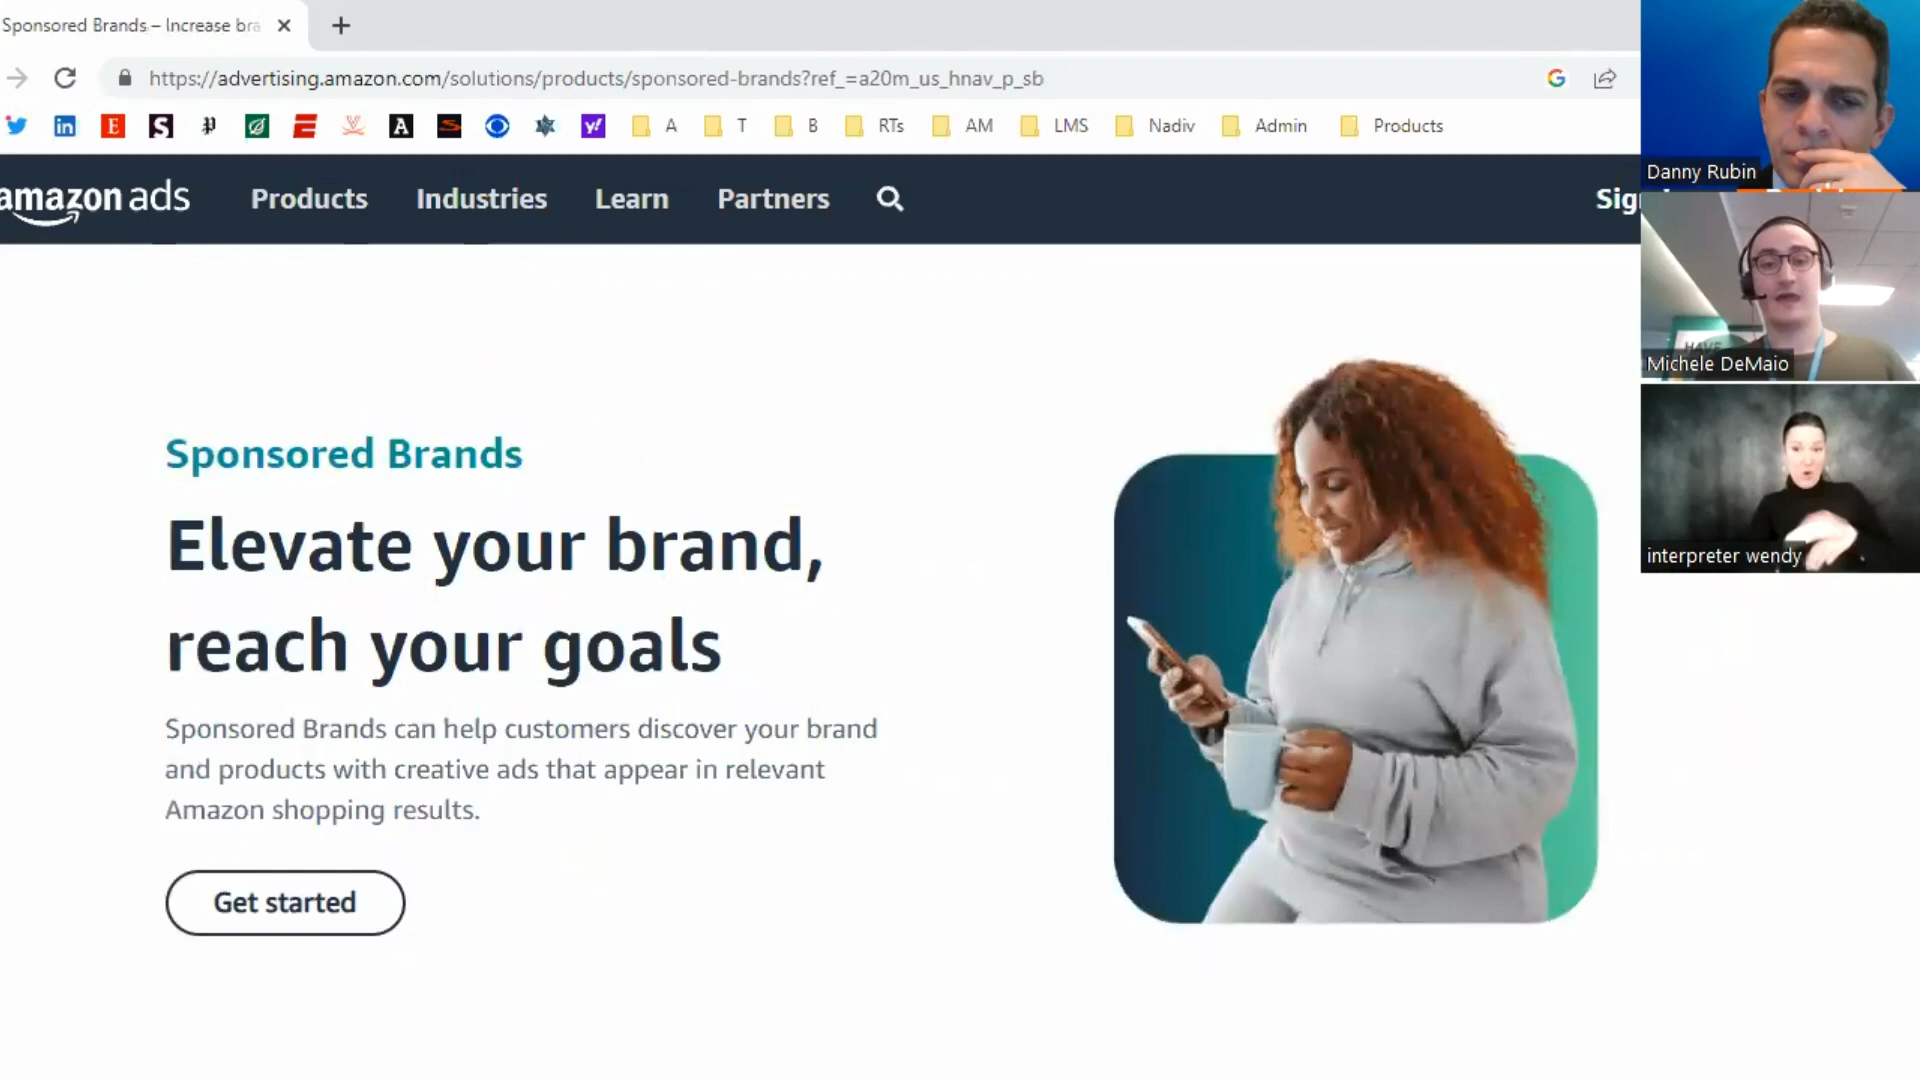 Sponsored Brands – Increase bra
https://advertising.amazon.com/solutions/products/sponsored-brands?ref_=a20m_us_hnav_p_sb
in E S A y! A T B RTs AM LMS Nadiv Admin Products
amazon ads Products Industries Learn Partners
Sig
Danny Rubin
HAVE
Michele DeMaio
interpreter wendy
Sponsored Brands
Elevate your brand,
reach your goals
Sponsored Brands can help customers discover your brand
and products with creative ads that appear in relevant
Amazon shopping results.
Get started